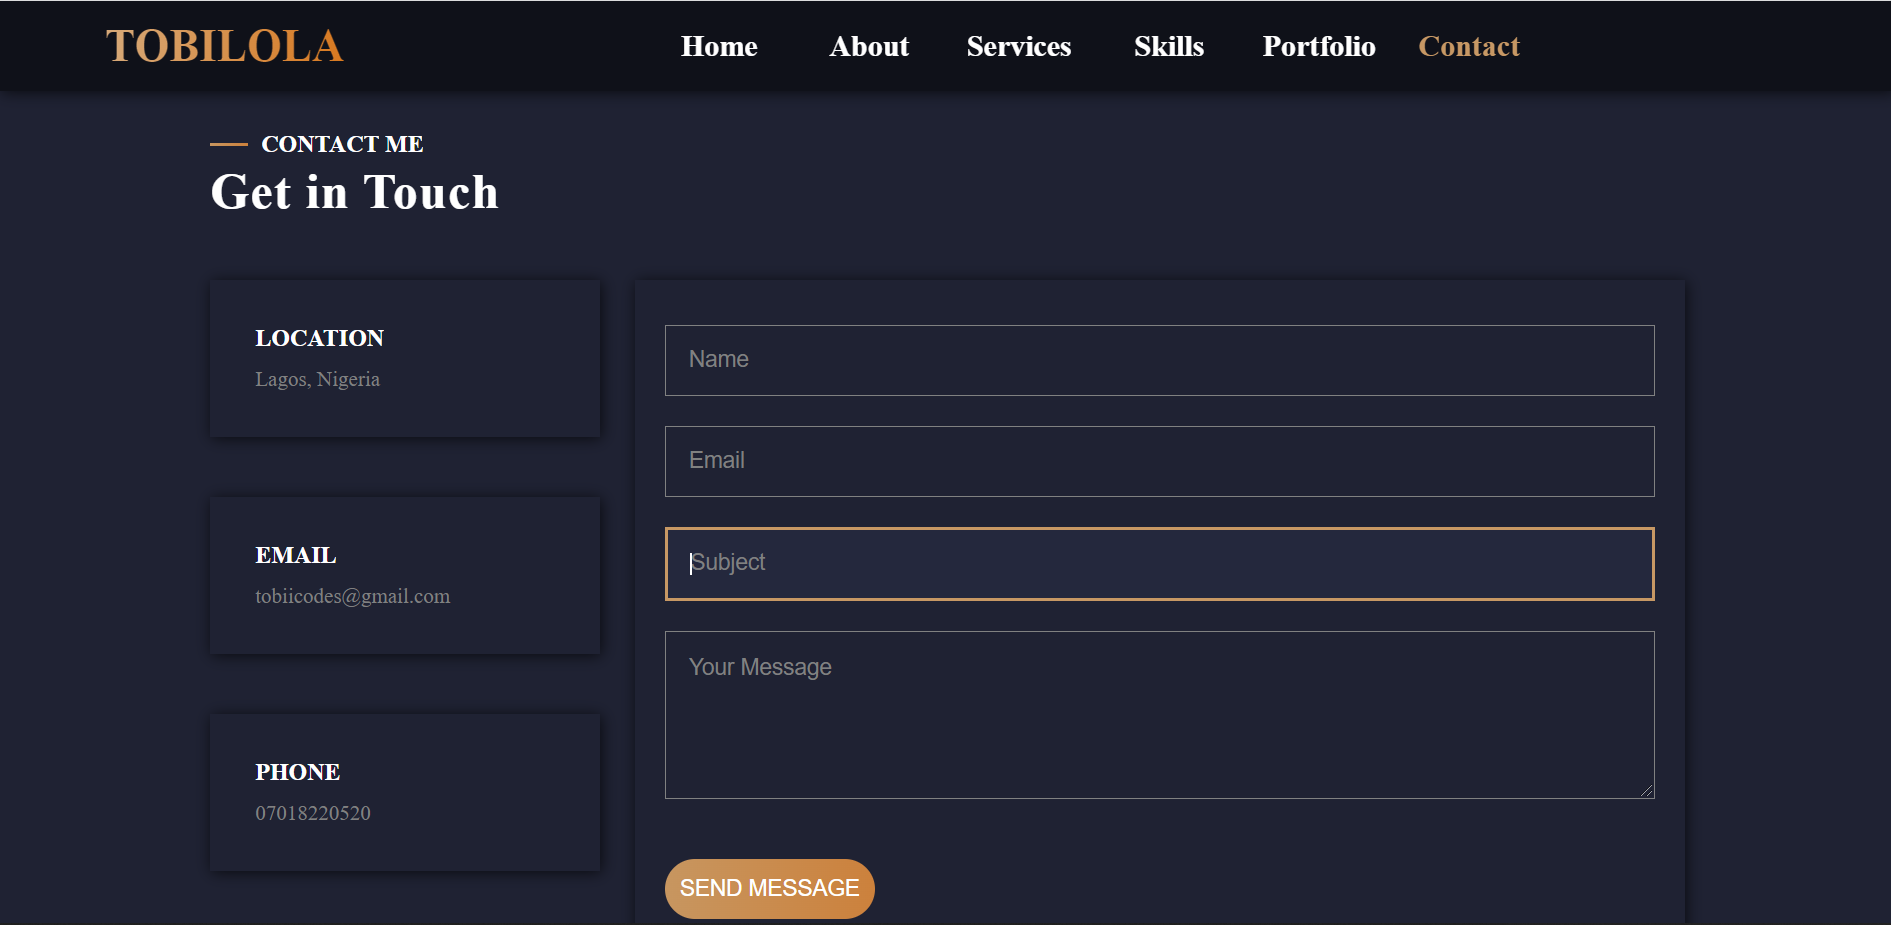 TOBILOLA
Home About Services Skills Portfolio Contact
CONTACT ME
Get in Touch
LOCATION
Lagos, Nigeria
EMAIL
tobiicodes@gmail.com
PHONE
07018220520
Name
Email
Subject
Your Message
SEND MESSAGE